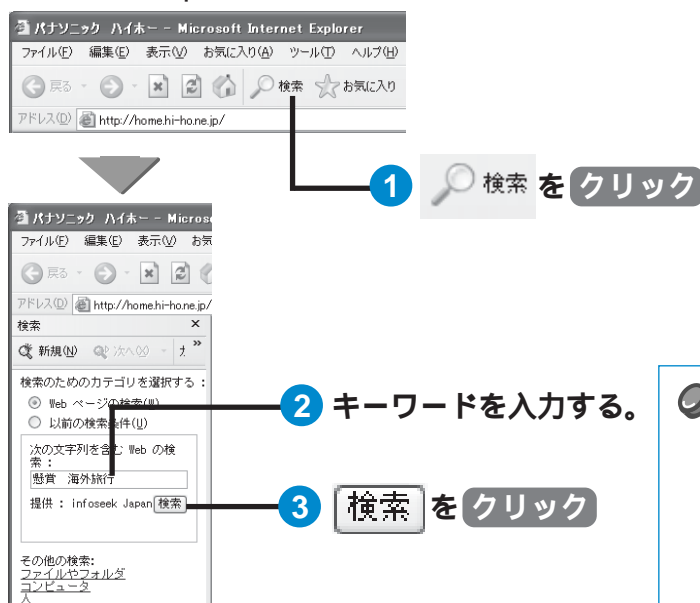 パナソニック ハイホー - Microsoft Internet Explorer
ファイル(F) 編集(E) 表示(V) お気に入り(A) ツール(T) ヘルプ(H)
戻る 検索 お気に入り
アドレス(D) http://home.hi-ho.ne.jp/
1 検索 を クリック
パナソニック ハイホー - Micros
ファイル(F) 編集(E) 表示(V) お気
戻る
アドレス(D) http://home.hi-ho.ne.jp/
検索 ×
新規(N) 次へ(X) »
検索のためのカテゴリを選択する :
Web ページの検索(W)
以前の検索条件(U)
次の文字列を含む Web の検
索 :
懸賞 海外旅行
提供 : infoseek Japan 検索
2 キーワードを入力する。
3 検索 を クリック
その他の検索:
ファイルやフォルダ
コンピュータ
人